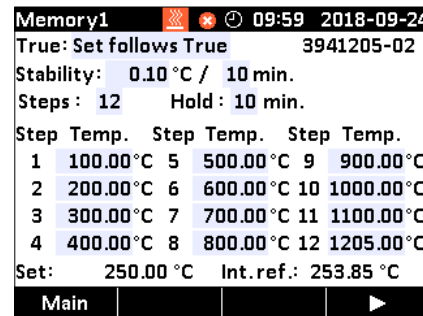 Memory1 09:59 2018-09-24
True: Set follows True 3941205-02
Stability: 0.10 °C / 10 min.
Steps: 12 Hold: 10 min.
Step Temp. Step Temp. Step Temp.
1 100.00°C 5 500.00°C 9 900.00°C
2 200.00°C 6 600.00°C 10 1000.00°C
3 300.00°C 7 700.00°C 11 1100.00°C
4 400.00°C 8 800.00°C 12 1205.00°C
Set: 250.00 °C Int.ref.: 253.85 °C
Main